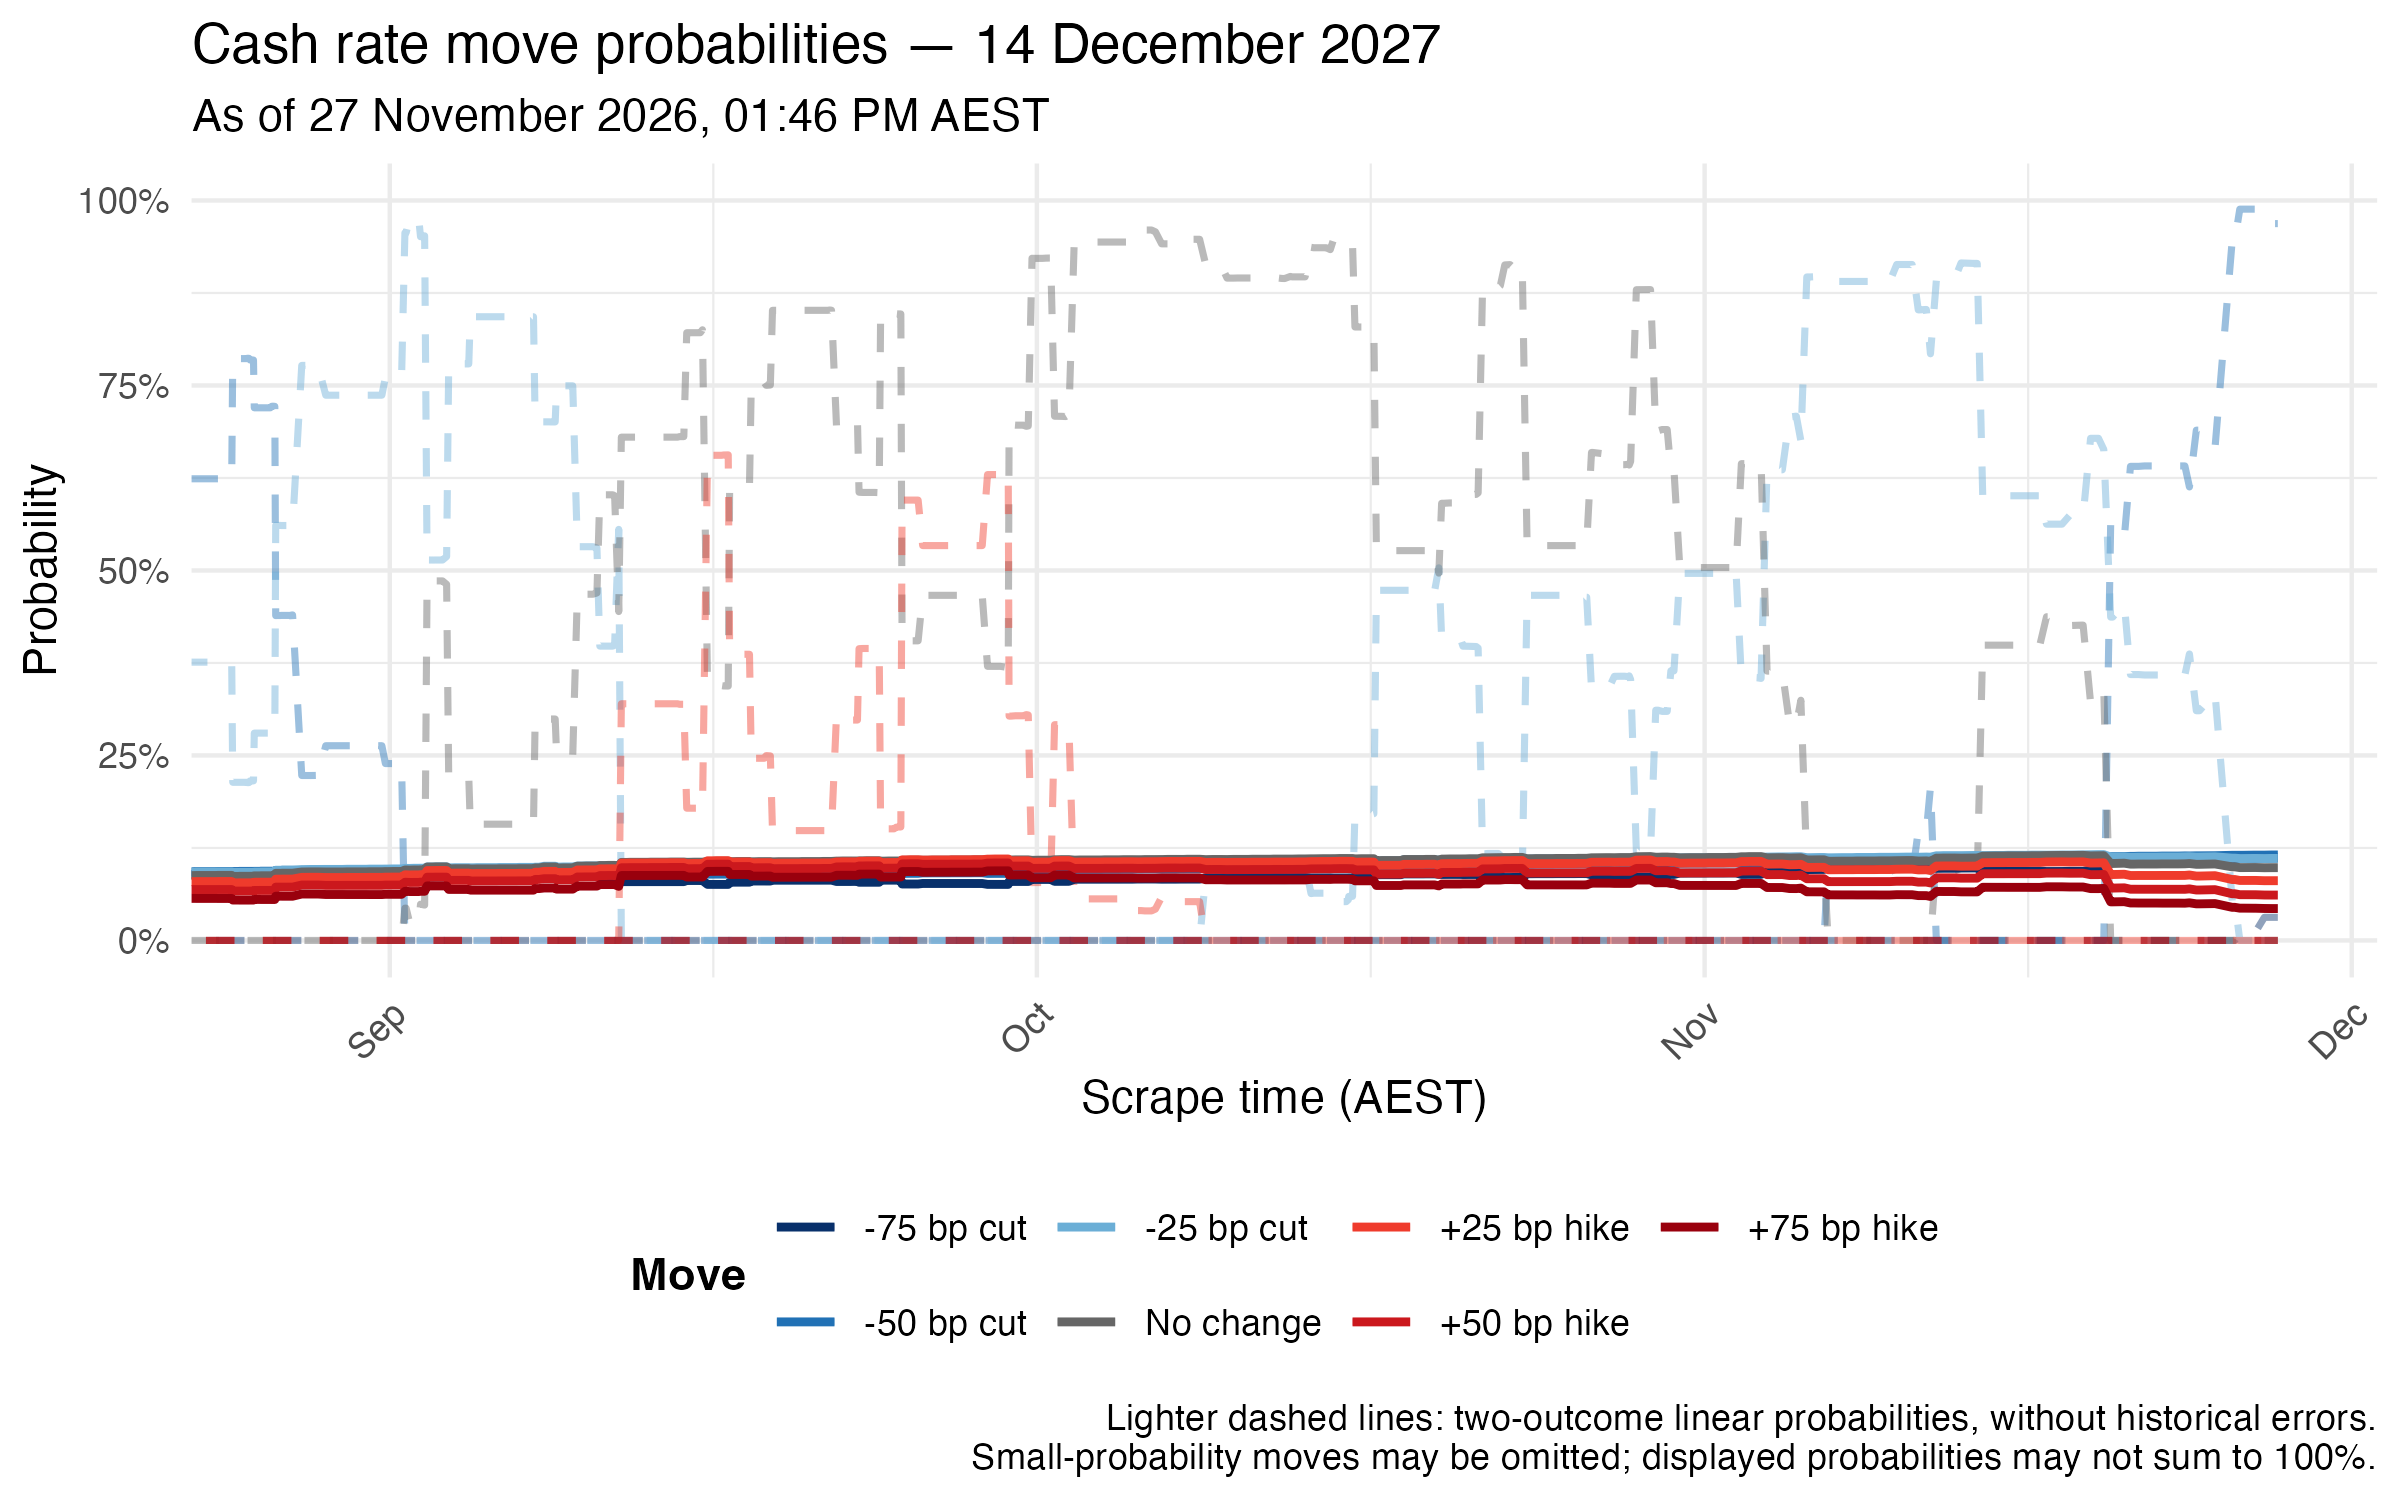 Cash rate move probabilities — 14 December 2027
As of 27 November 2026, 01:46 PM AEST
Probability
100%
75%
50%
25%
0%
Sep
Oct
Nov
Dec
Scrape time (AEST)
Move
-75 bp cut
-25 bp cut
+25 bp hike
+75 bp hike
-50 bp cut
No change
+50 bp hike
Lighter dashed lines: two-outcome linear probabilities, without historical errors.
Small-probability moves may be omitted; displayed probabilities may not sum to 100%.